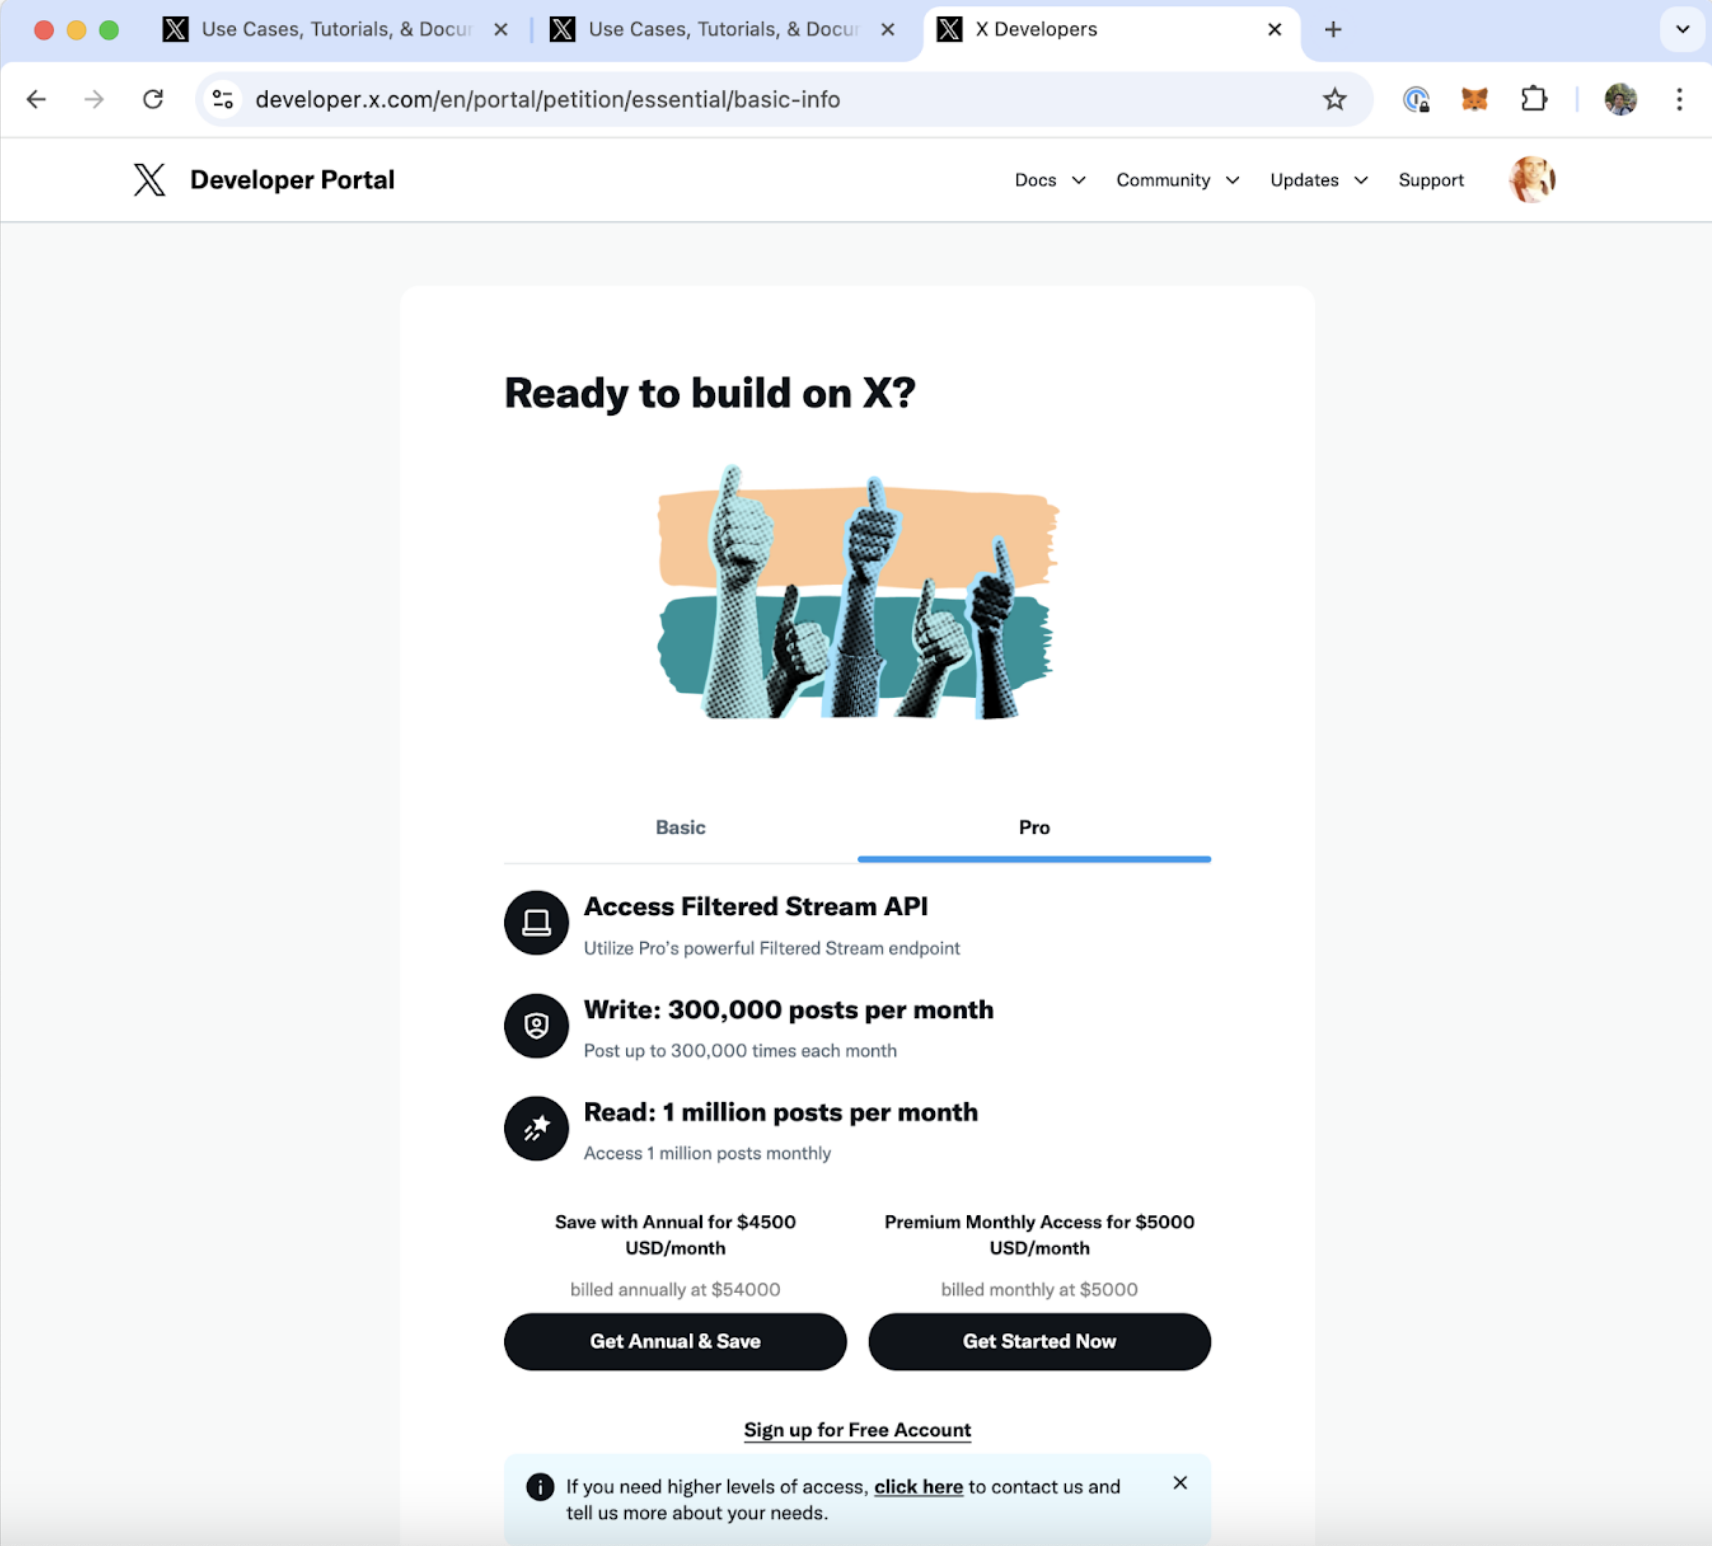 Use Cases, Tutorials, & Docu
Use Cases, Tutorials, & Docu
X Developers
developer.x.com/en/portal/petition/essential/basic-info
Developer Portal
Docs
Community
Updates
Support
Ready to build on X?
Basic
Pro
Access Filtered Stream API
Utilize Pro's powerful Filtered Stream endpoint
Write: 300,000 posts per month
Post up to 300,000 times each month
Read: 1 million posts per month
Access 1 million posts monthly
Save with Annual for $4500
USD/month
billed annually at $54000
Get Annual & Save
Premium Monthly Access for $5000
USD/month
billed monthly at $5000
Get Started Now
Sign up for Free Account
If you need higher levels of access, click here to contact us and
tell us more about your needs.